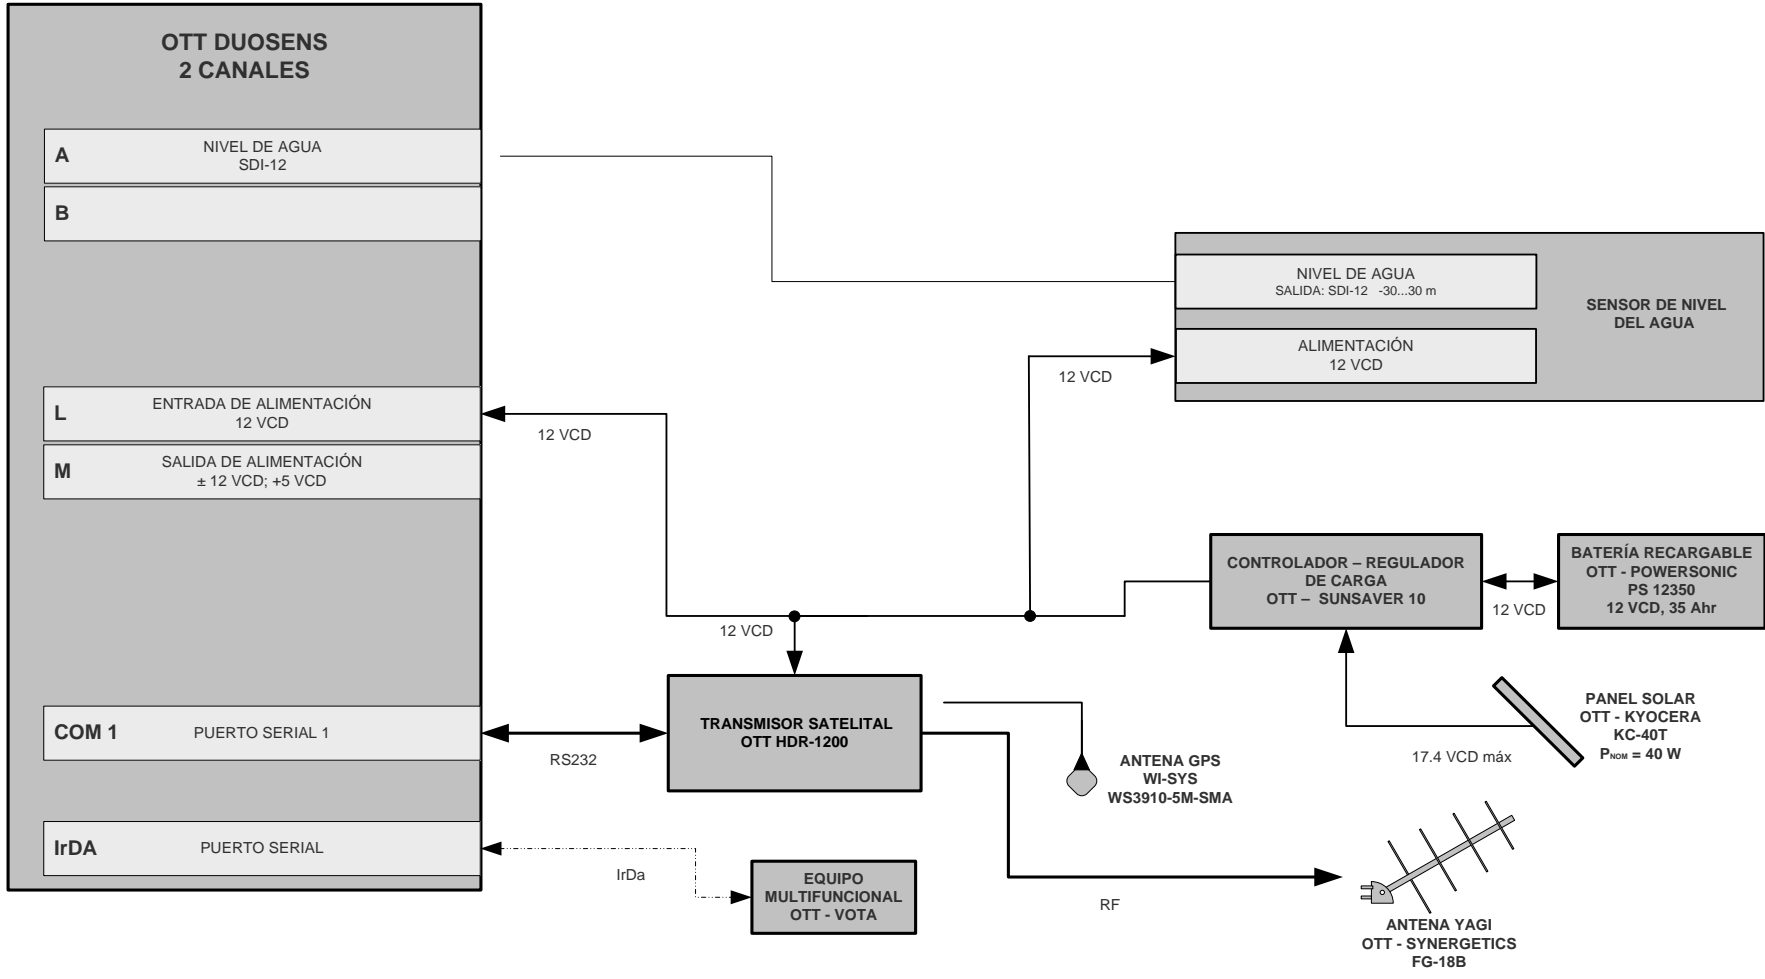 OTT DUOSENS
2 CANALES
A
NIVEL DE AGUA
SDI-12
B
L
ENTRADA DE ALIMENTACIÓN
12 VCD
M
SALIDA DE ALIMENTACIÓN
± 12 VCD; +5 VCD
COM 1
PUERTO SERIAL 1
IrDA
PUERTO SERIAL
NIVEL DE AGUA
SALIDA: SDI-12 -30...30 m
ALIMENTACIÓN
12 VCD
SENSOR DE NIVEL
DEL AGUA
12 VCD
12 VCD
12 VCD
CONTROLADOR – REGULADOR
DE CARGA
OTT – SUNSAVER 10
12 VCD
BATERÍA RECARGABLE
OTT - POWERSONIC
PS 12350
12 VCD, 35 Ahr
TRANSMISOR SATELITAL
OTT HDR-1200
RS232
ANTENA GPS
WI-SYS
WS3910-5M-SMA
17.4 VCD máx
PANEL SOLAR
OTT - KYOCERA
KC-40T
PNOM = 40 W
IrDa
EQUIPO
MULTIFUNCIONAL
OTT - VOTA
RF
ANTENA YAGI
OTT - SYNERGETICS
FG-18B